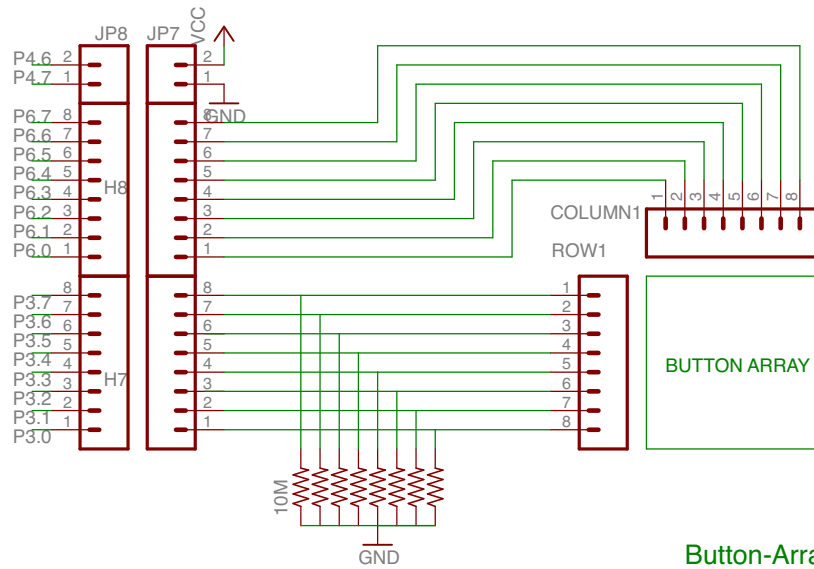 JP8 JP7 VCC
P4.6 2 2
P4.7 1 1
GND
P6.7 8 8
P6.6 7 7
P6.5 6 6
P6.4 5 5
H8
P6.3 4 4
P6.2 3 3
P6.1 2 2
P6.0 1 1
1 2 3 4 5 6 7 8
COLUMN1
ROW1
8 8 1
P3.7 7 7 2
P3.6 6 6 3
P3.5 5 5 4
P3.4 4 4 5
P3.3 3 3 6
H7
P3.2 2 2 7
P3.1 1 1 8
P3.0
BUTTON ARRAY
10M
GND
Button-Arra